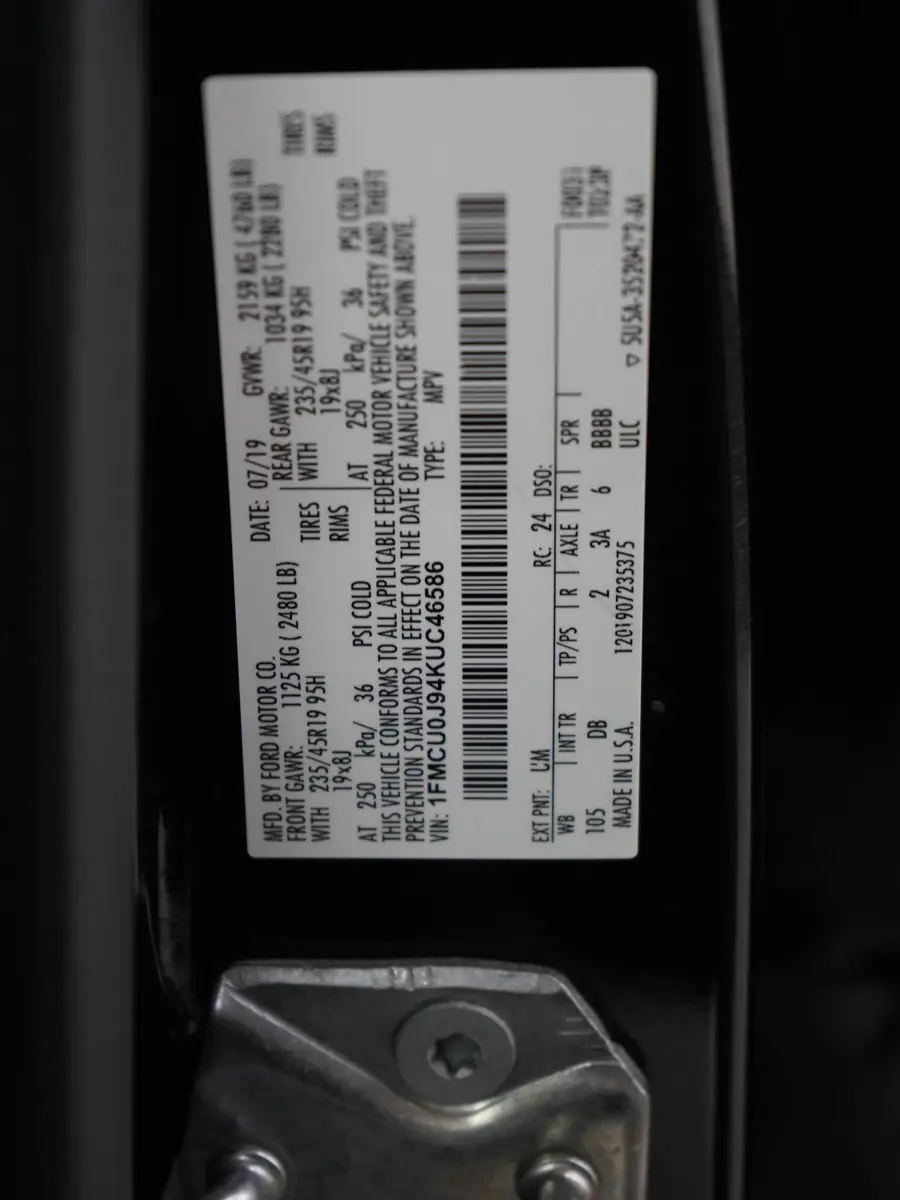 MFD. BY FORD MOTOR CO. DATE: 07/19 GVWR: 2159 KG ( 4760 LB)
FRONT GAWR: 1125 KG ( 2480 LB) REAR GAWR: 1034 KG ( 2280 LB)
WITH 235/45R19 95H TIRES WITH 235/45R19 95H TIRES
19x8J RIMS 19x8J RIMS
AT 250 kPa/ 36 PSI COLD AT 250 kPa/ 36 PSI COLD
THIS VEHICLE CONFORMS TO ALL APPLICABLE FEDERAL MOTOR VEHICLE SAFETY AND THEFT
PREVENTION STANDARDS IN EFFECT ON THE DATE OF MANUFACTURE SHOWN ABOVE.
VIN: 1FMCU0J94KUC46586 TYPE: MPV
EXT PNT: UM RC: 24 DSO:
WB INT TR TP/PS R AXLE TR SPR
105 DB 2 3A 6 BBBB
MADE IN U.S.A. 1201907235375 ULC